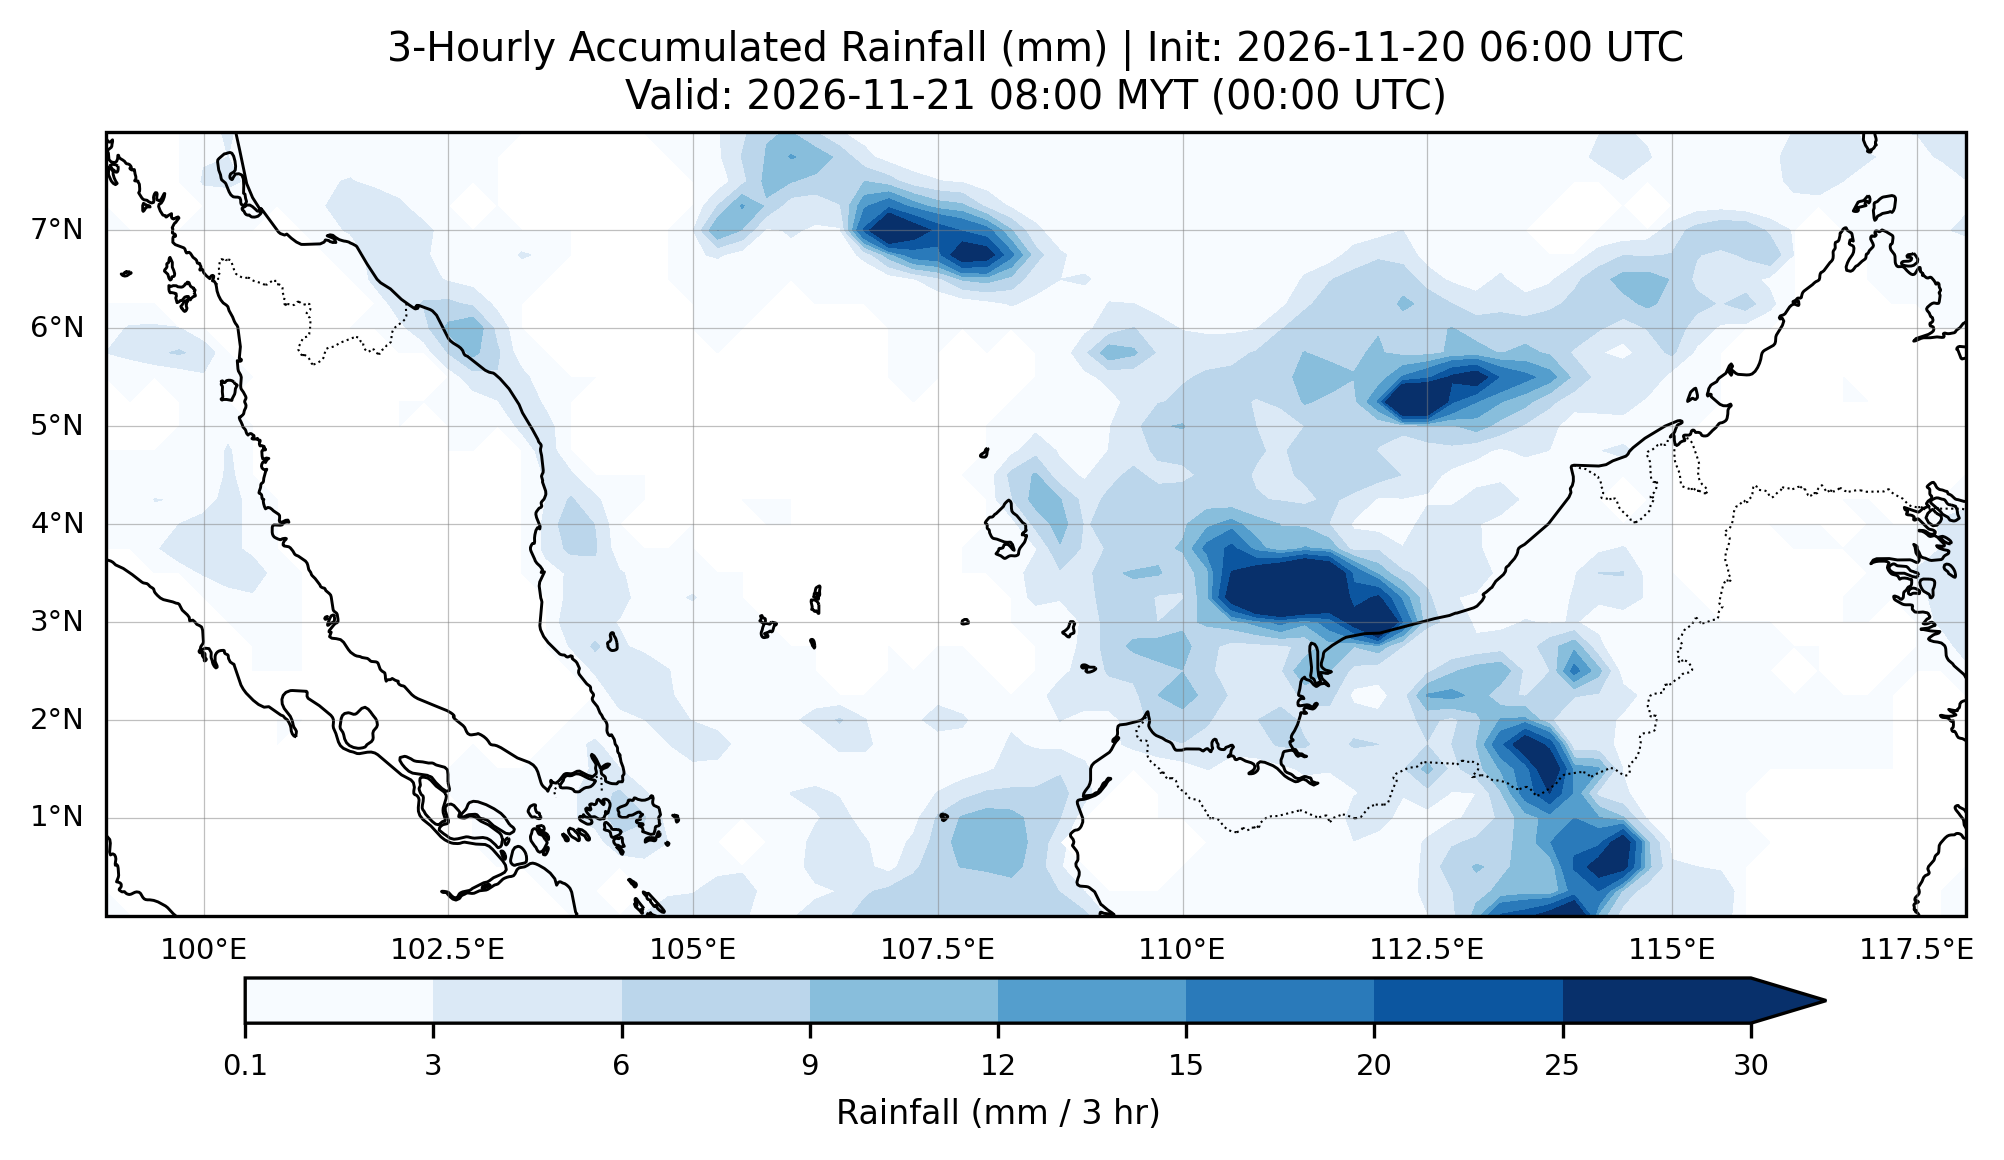 3-Hourly Accumulated Rainfall (mm) | Init: 2026-11-20 06:00 UTC
Valid: 2026-11-21 08:00 MYT (00:00 UTC)
7°N
6°N
5°N
4°N
3°N
2°N
1°N
100°E 102.5°E 105°E 107.5°E 110°E 112.5°E 115°E 117.5°E
0.1 3 6 9 12 15 20 25 30
Rainfall (mm / 3 hr)